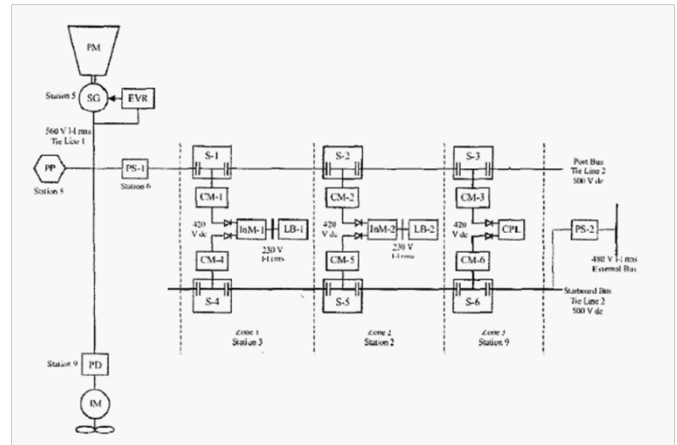 PM
Station 5
SG
EVR
560 V l-l rms
Tie Line 1
PP
Station 5
PS-1
Station 6
S-1
S-2
S-3
Port Bus
Tie Line 2
500 V dc
CM-1
CM-2
CM-3
420
V dc
InM-1
LB-1
230 V
l-l rms
420
V dc
InM-2
LB-2
230 V
l-l rms
420
V dc
CPL
PS-2
480 V l-l rms
External Bus
CM-4
CM-5
CM-6
S-4
S-5
S-6
Starboard Bus
Tie Line 2
500 V dc
Zone 1
Station 3
Zone 2
Station 2
Zone 3
Station 9
Station 9
PD
IM